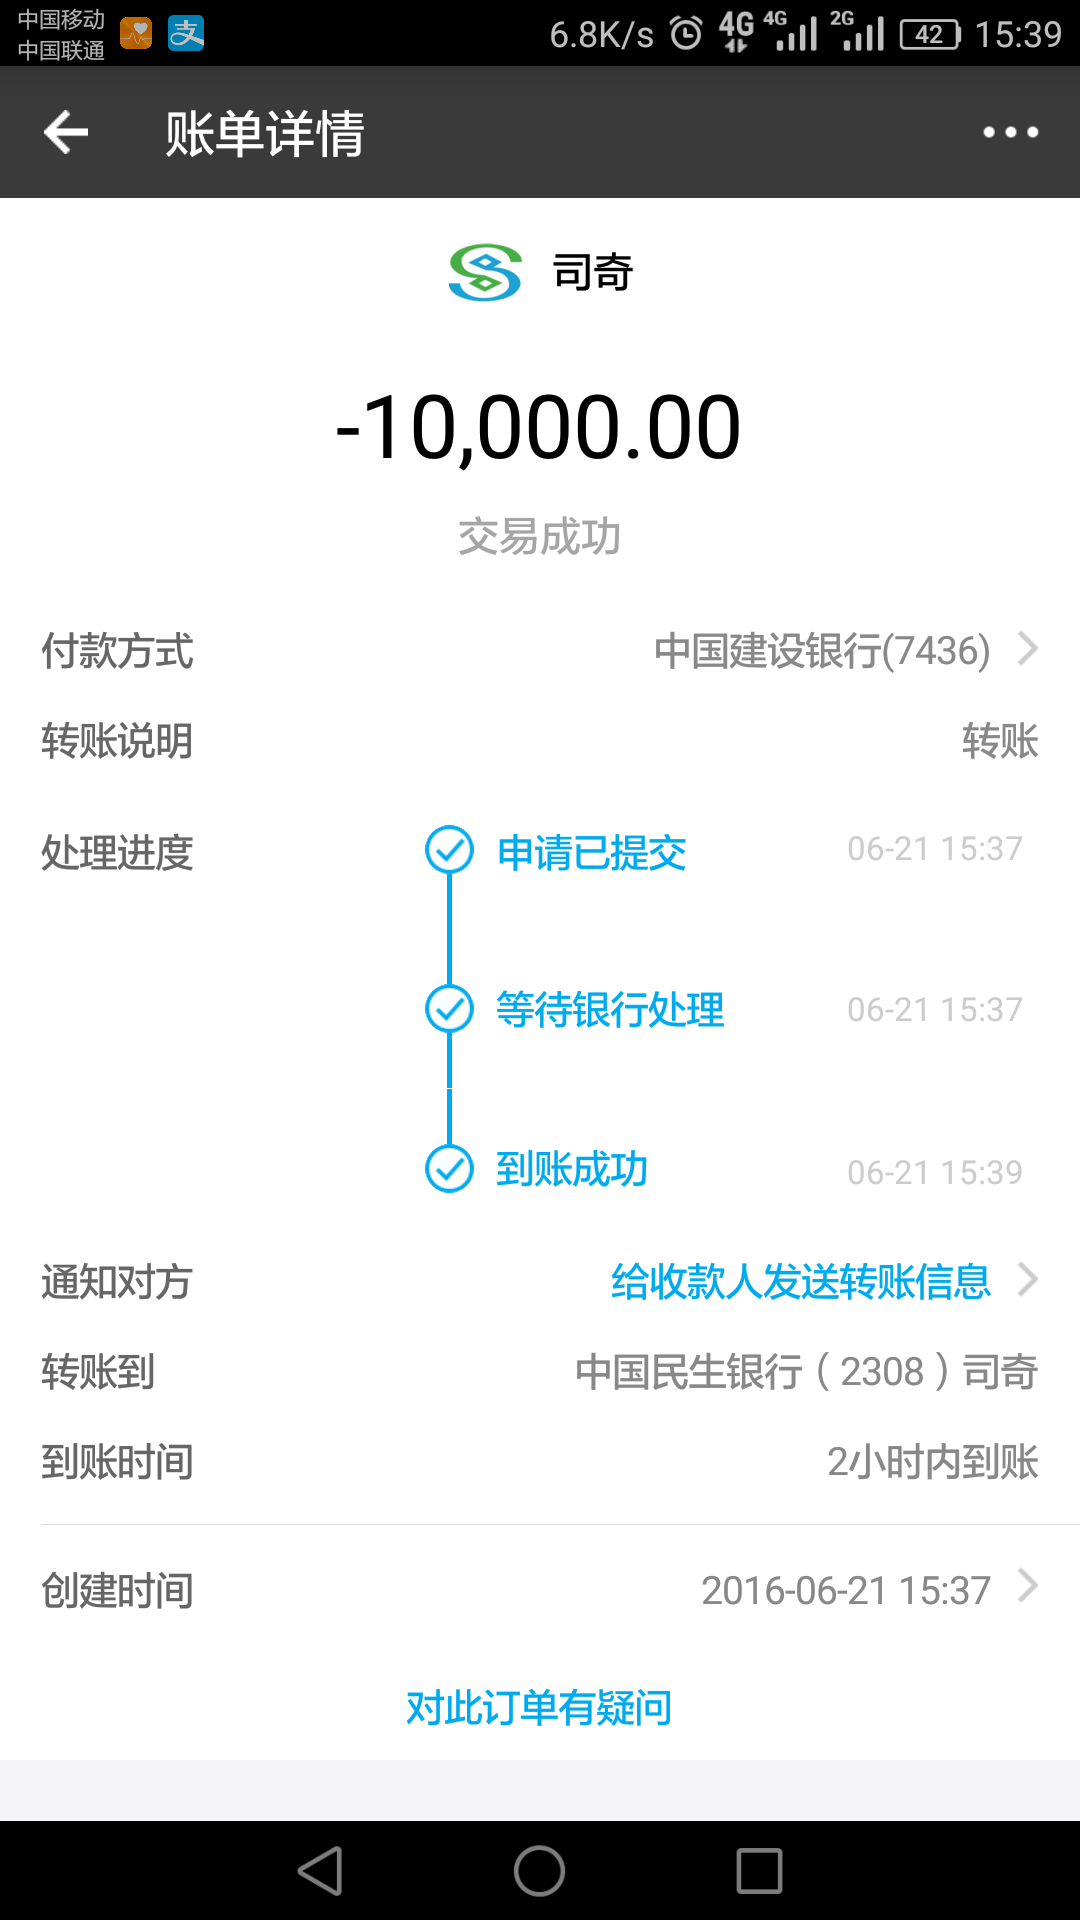 中国移动
中国联通
6.8K/s 4G 4G 2G 42 15:39
账单详情
司奇
-10,000.00
交易成功
付款方式 中国建设银行(7436)
转账说明 转账
处理进度 申请已提交 06-21 15:37
等待银行处理 06-21 15:37
到账成功 06-21 15:39
通知对方 给收款人发送转账信息
转账到 中国民生银行（2308）司奇
到账时间 2小时内到账
创建时间 2016-06-21 15:37
对此订单有疑问